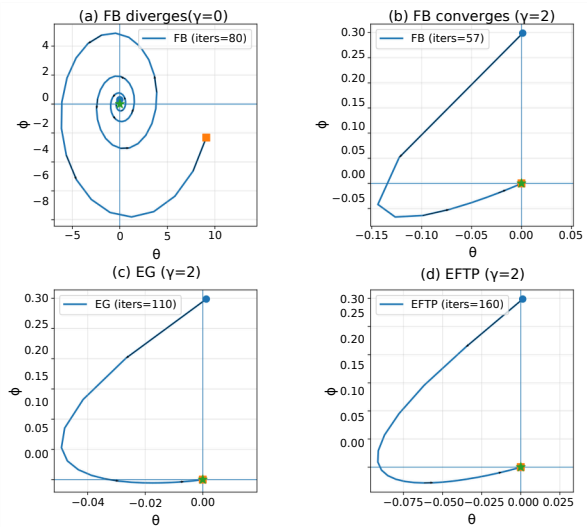 (a) FB diverges(γ=0)
FB (iters=80)
4
2
0
−2
−4
−6
−8
ϕ
−5
0
5
10
θ
(b) FB converges (γ=2)
FB (iters=57)
0.30
0.25
0.20
0.15
0.10
0.05
0.00
−0.05
ϕ
−0.15
−0.10
−0.05
0.00
0.05
θ
(c) EG (γ=2)
EG (iters=110)
0.30
0.20
0.15
0.10
0.05
0.00
ϕ
−0.04
−0.02
0.00
θ
(d) EFTP (γ=2)
EFTP (iters=160)
0.30
0.20
0.15
0.10
0.05
0.00
ϕ
−0.075
−0.050
−0.025
0.000
0.025
θ